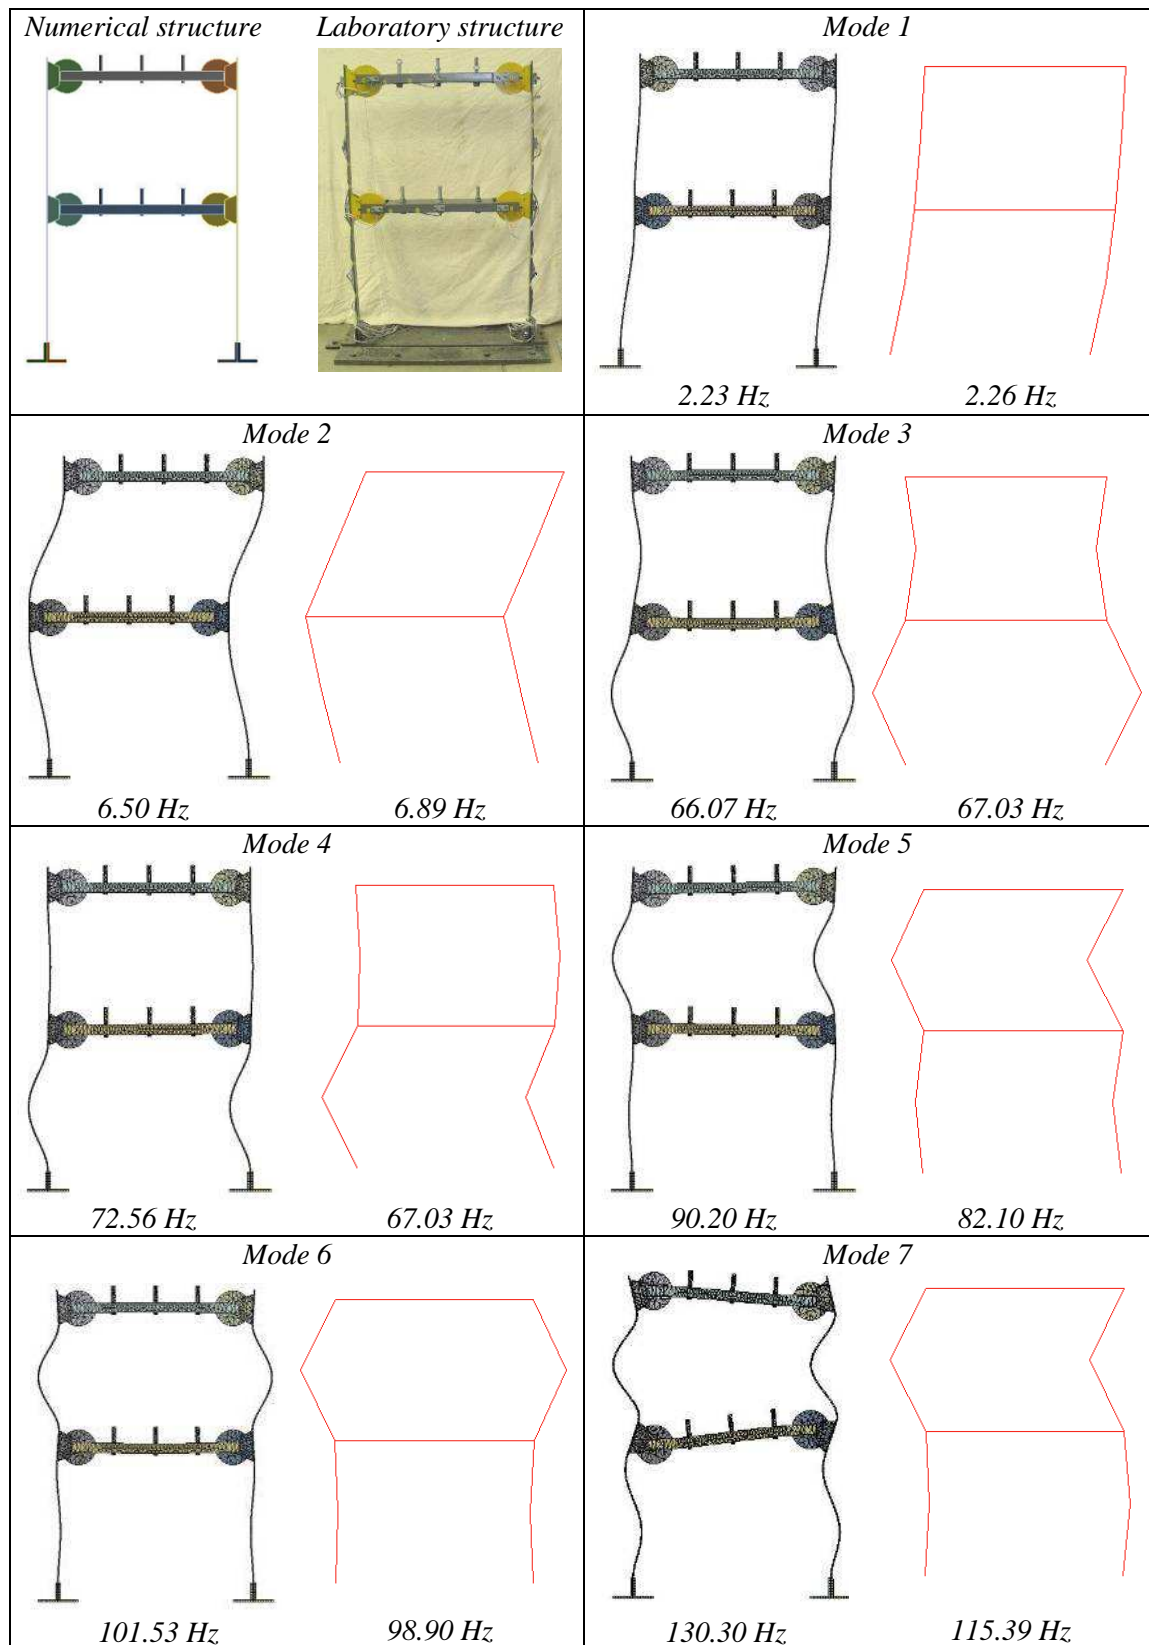 Numerical structure Laboratory structure
Mode 1
2.23 Hz 2.26 Hz
Mode 2
6.50 Hz 6.89 Hz
Mode 3
66.07 Hz 67.03 Hz
Mode 4
72.56 Hz 67.03 Hz
Mode 5
90.20 Hz 82.10 Hz
Mode 6
101.53 Hz 98.90 Hz
Mode 7
130.30 Hz 115.39 Hz